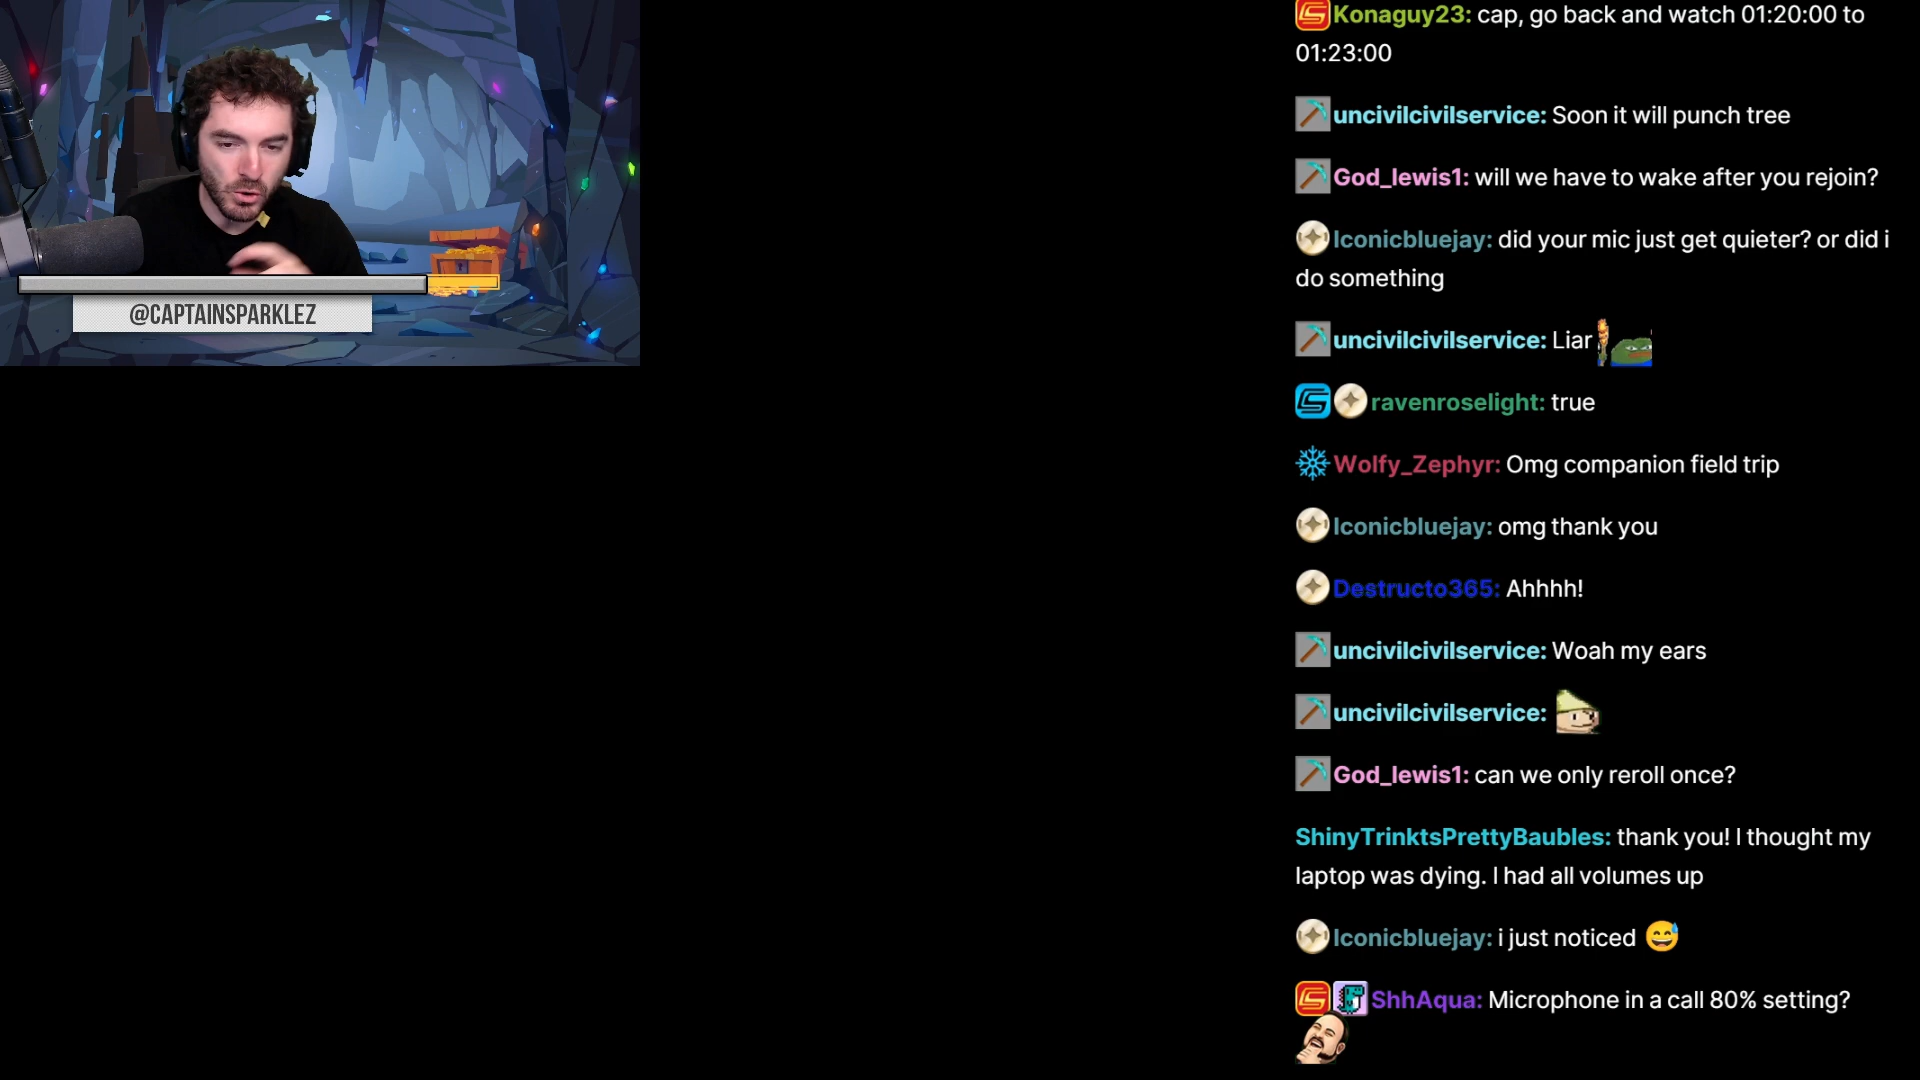 @CAPTAINSPARKLEZ
Konaguy23: cap, go back and watch 01:20:00 to
01:23:00
uncivilcivilservice: Soon it will punch tree
God_lewis1: will we have to wake after you rejoin?
Iconicbluejay: did your mic just get quieter? or did i
do something
uncivilcivilservice: Liar
ravenroselight: true
Wolfy_Zephyr: Omg companion field trip
Iconicbluejay: omg thank you
Destructo365: Ahhhh!
uncivilcivilservice: Woah my ears
uncivilcivilservice:
God_lewis1: can we only reroll once?
ShinyTrinktsPrettyBaubles: thank you! I thought my
laptop was dying. I had all volumes up
Iconicbluejay: i just noticed 😅
ShhAqua: Microphone in a call 80% setting?